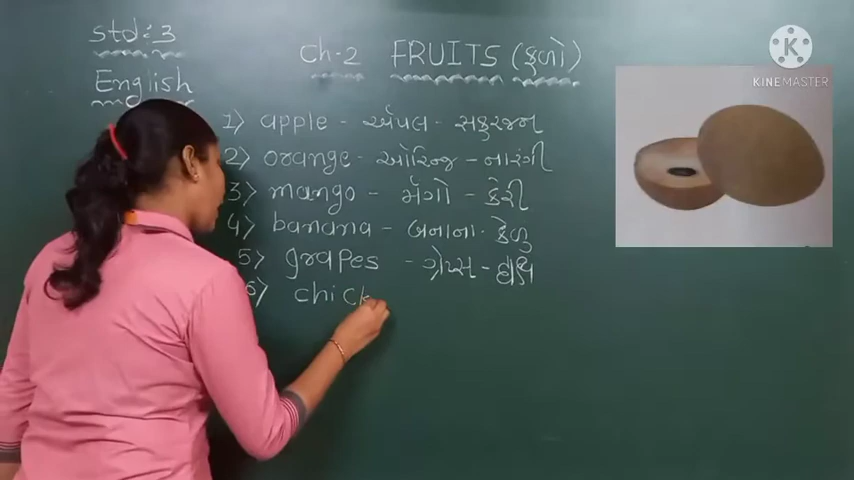 std: 3
Ch-2 FRUITS (ફળો)
English
1) apple - ઍપલ - સફરજન
2) orange - ઓરેન્જ - નારંગી
3) mango - મેંગો - કેરી
4) banana - બનાના - કેળુ
5) grapes - ગ્રેપ્સ - દ્રાક્ષ
6) chick
K
KINEMASTER